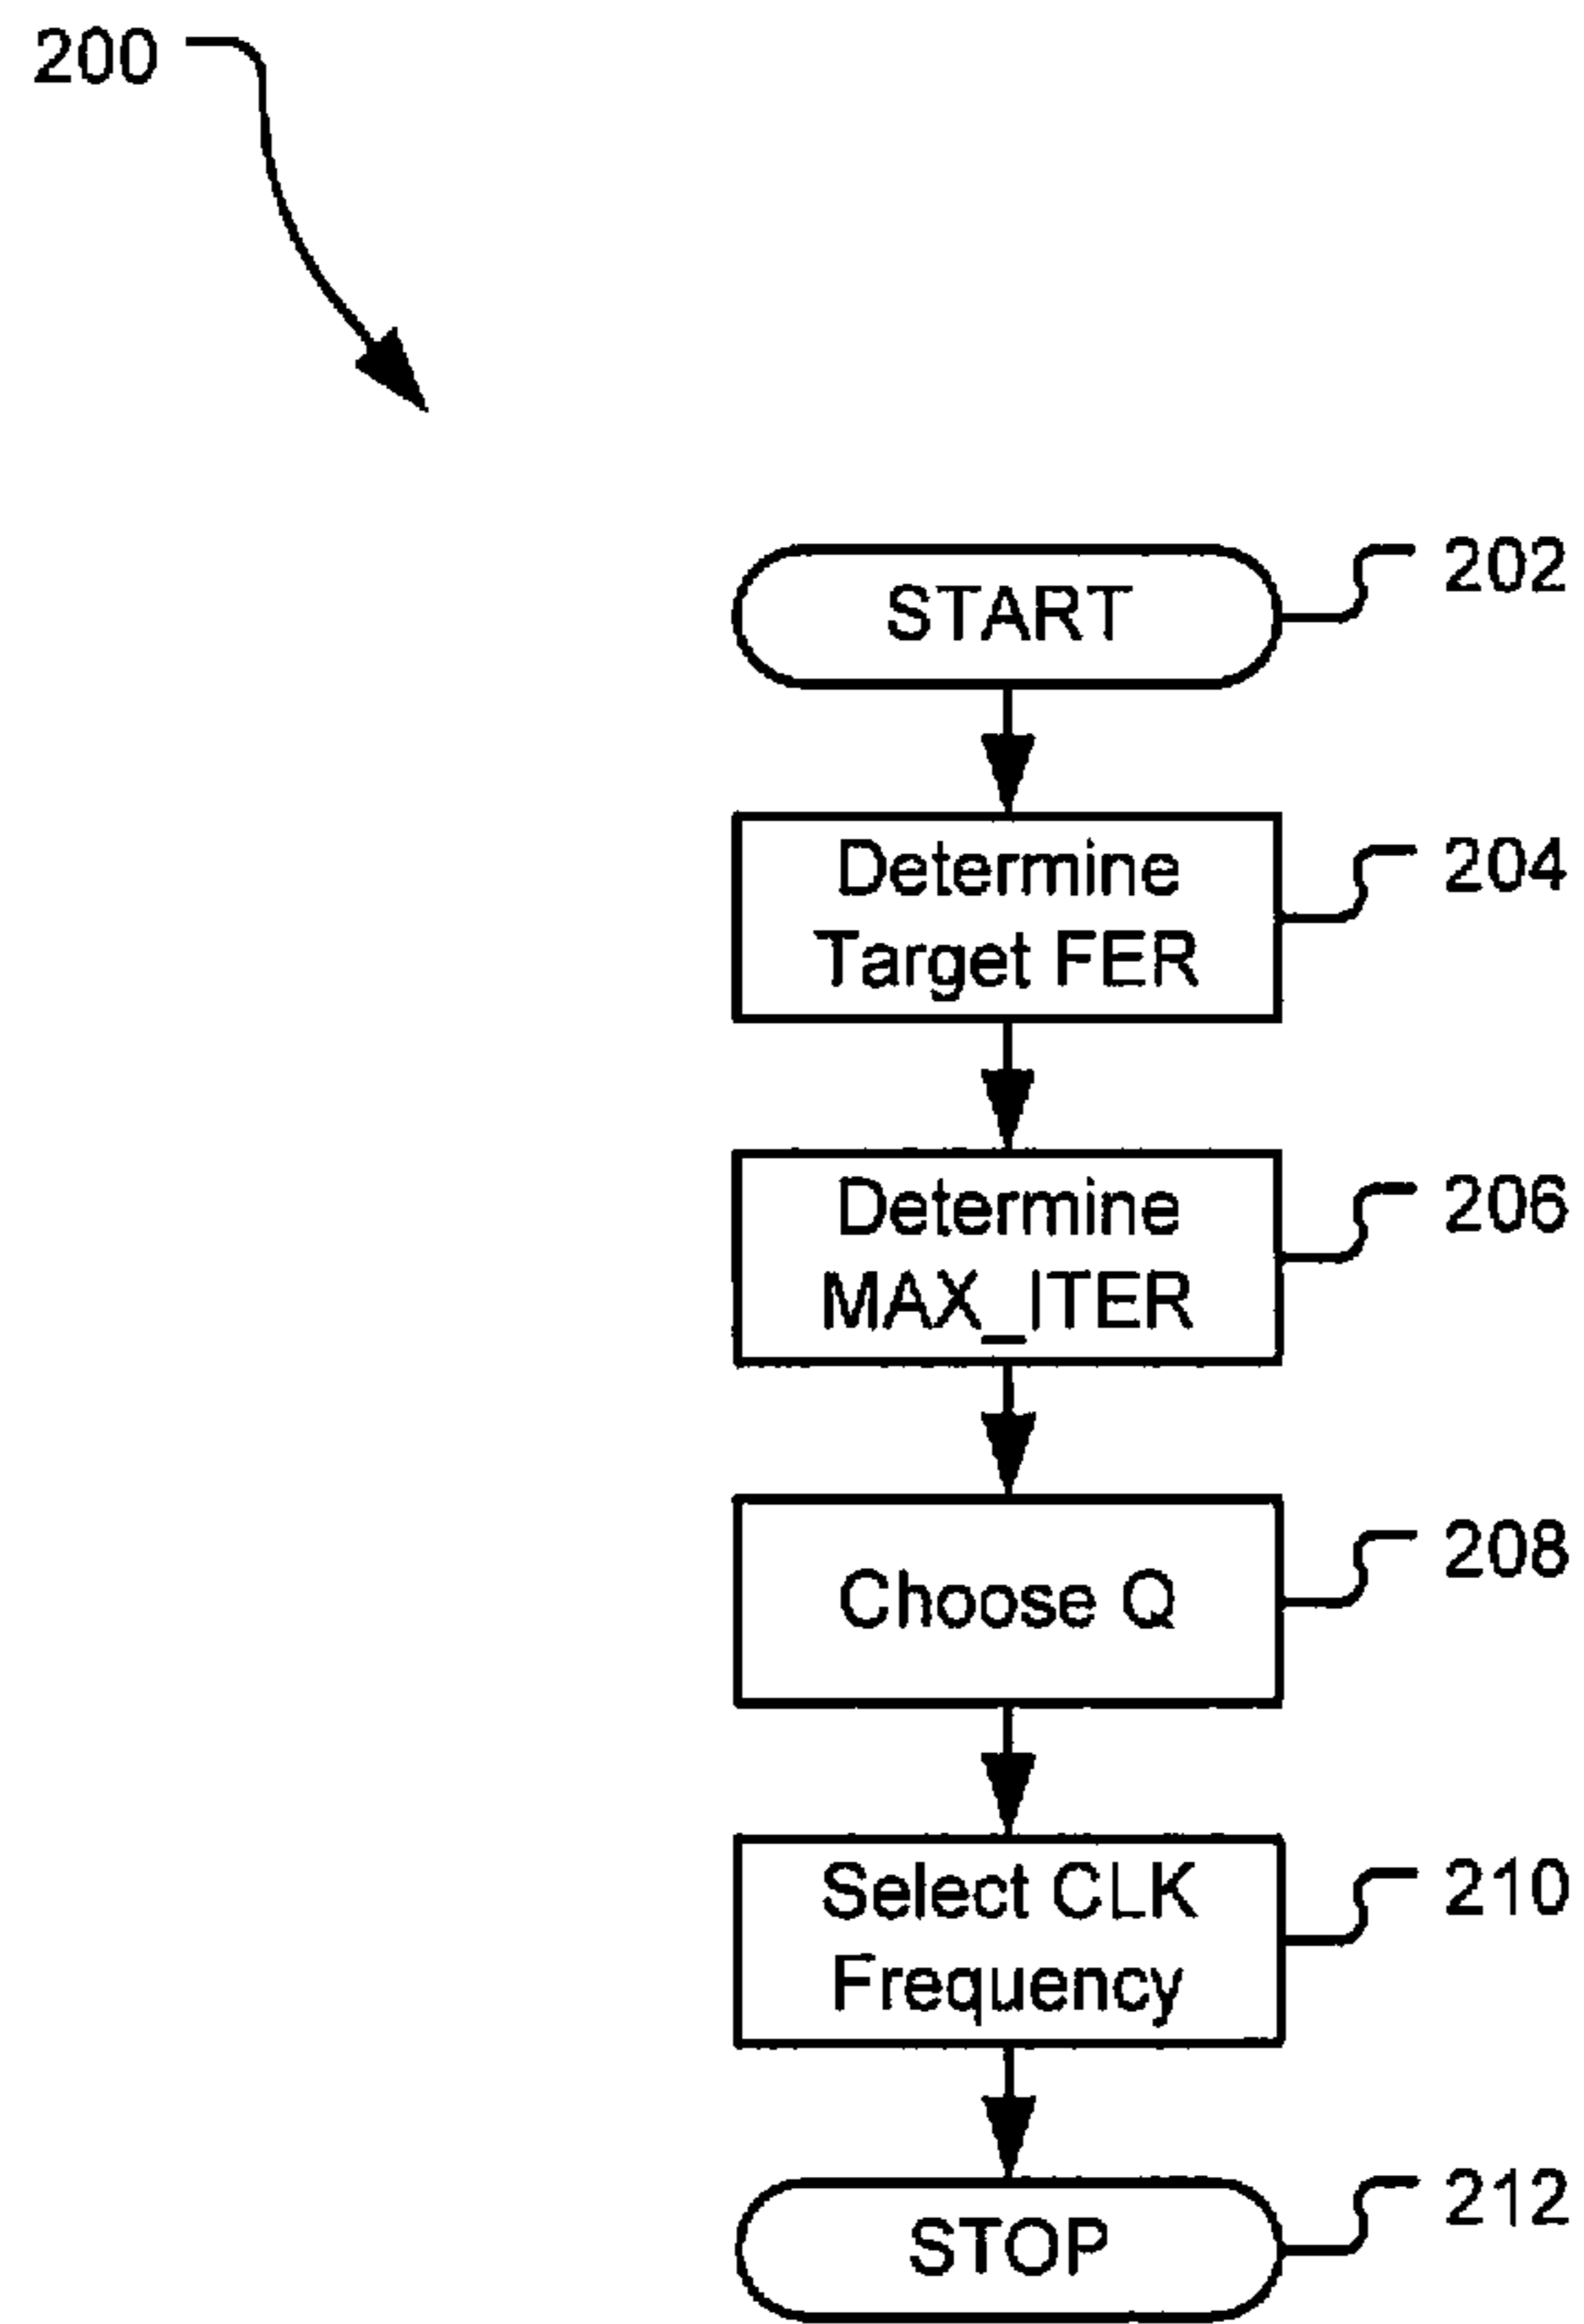 200
START
202
Determine
Target FER
204
Determine
MAX_ITER
206
Choose Q
208
Select CLK
Frequency
210
STOP
212